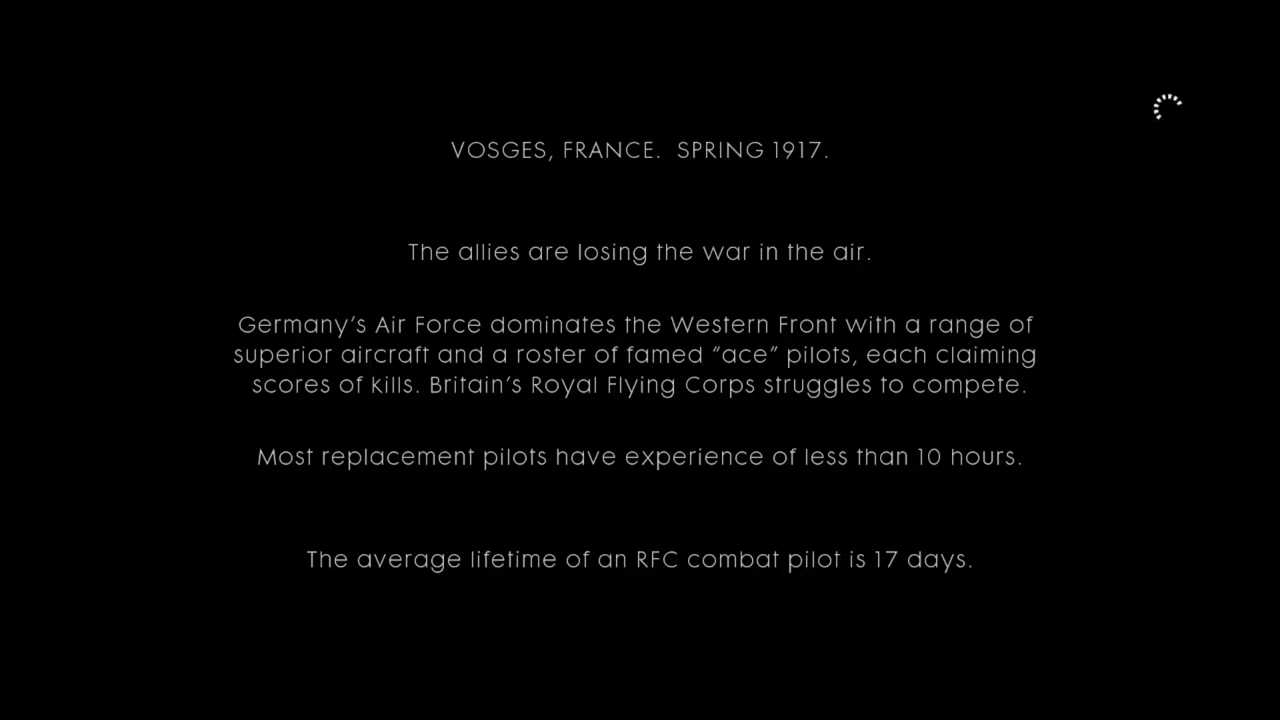 VOSGES, FRANCE.  SPRING 1917.
The allies are losing the war in the air.
Germany's Air Force dominates the Western Front with a range of
superior aircraft and a roster of famed “ace” pilots, each claiming
scores of kills. Britain's Royal Flying Corps struggles to compete.
Most replacement pilots have experience of less than 10 hours.
The average lifetime of an RFC combat pilot is 17 days.